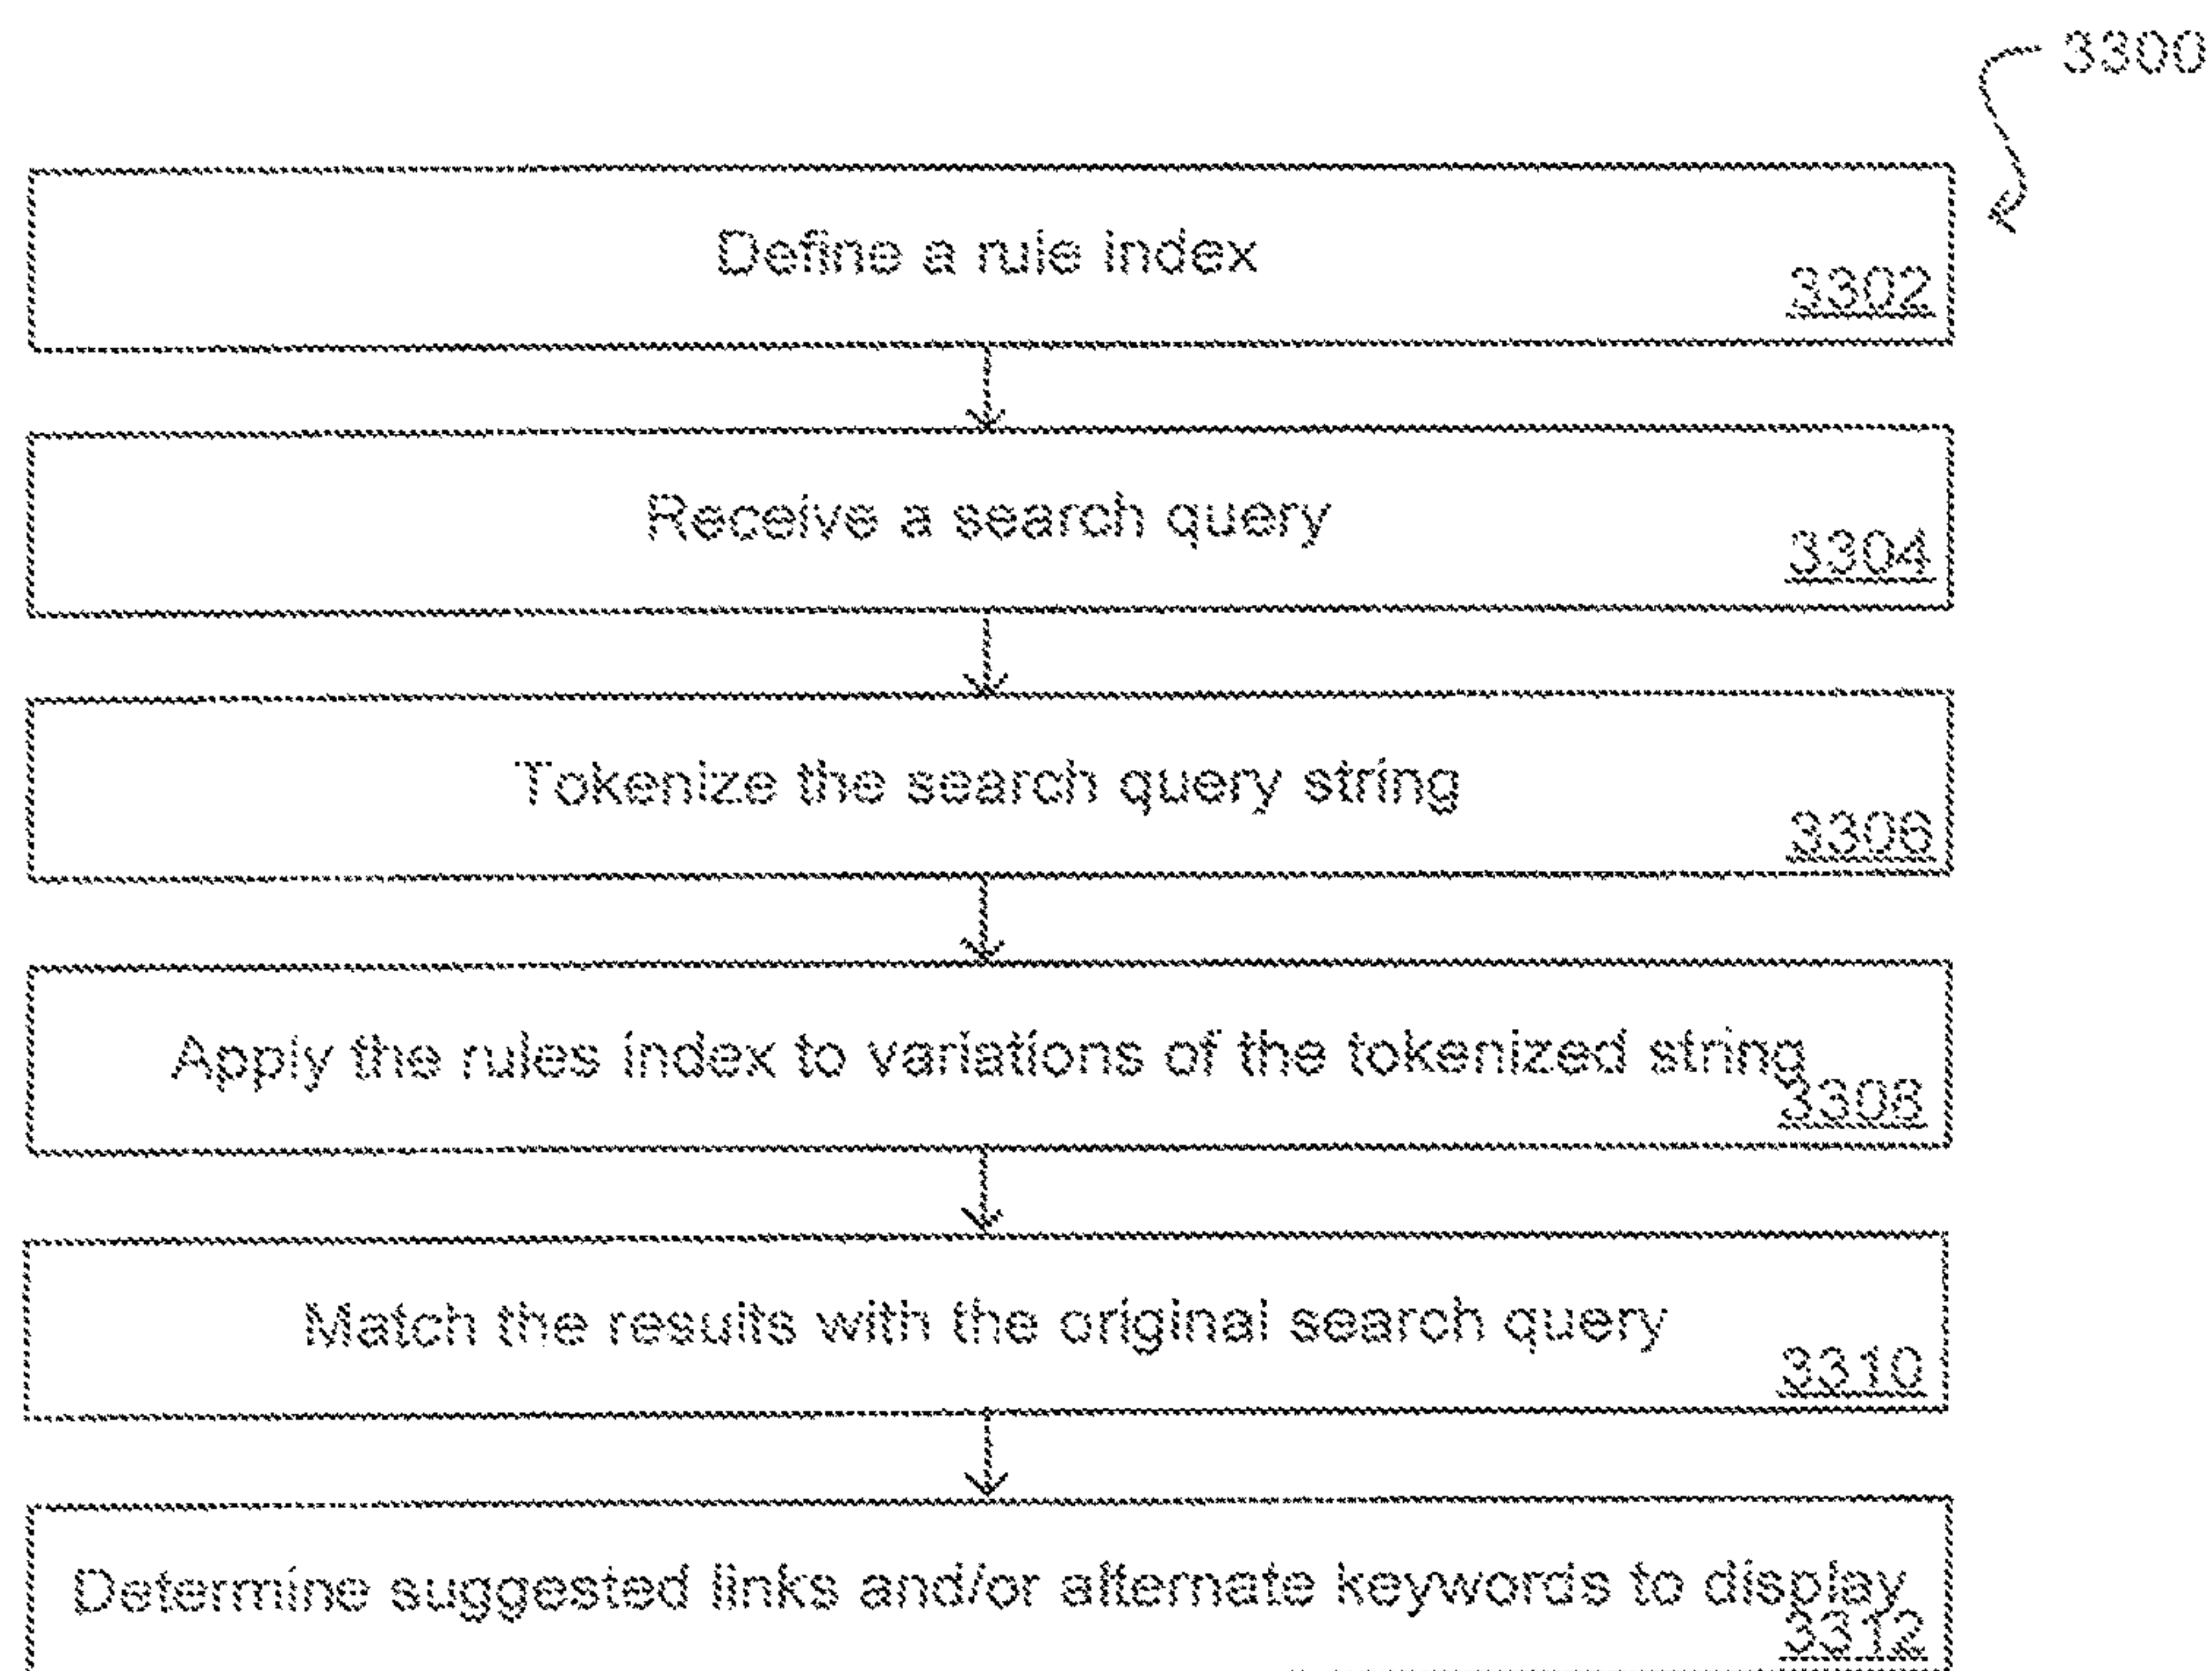 3300
Define a rule index
3302
Receive a search query
3304
Tokenize the search query string
3306
Apply the rules index to variations of the tokenized string
3308
Match the results with the original search query
3310
Determine suggested links and/or alternate keywords to display
3312